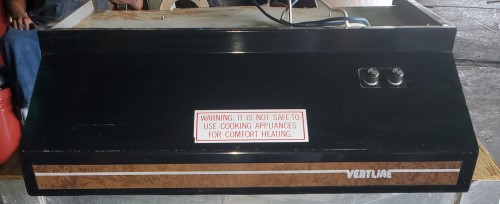 WARNING: IT IS NOT SAFE TO
USE COOKING APPLIANCES
FOR COMFORT HEATING.
VENTLINE